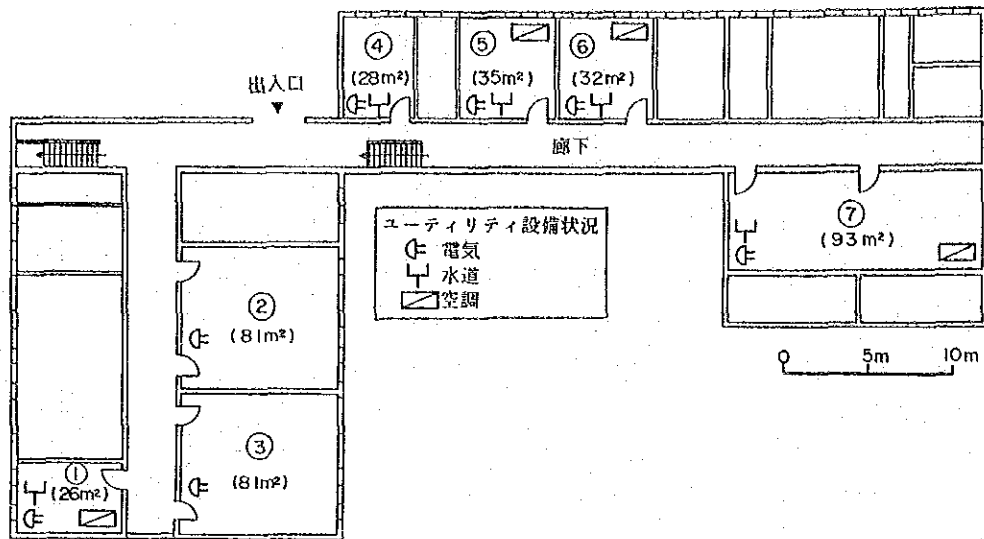 ④
(28m²)
⑤
(35m²)
⑥
(32m²)
出入口
廊下
⑦
(93m²)
ユーティリティ設備状況
電気
水道
空調
②
(81m²)
0 5m 10m
③
(81m²)
①
(26m²)